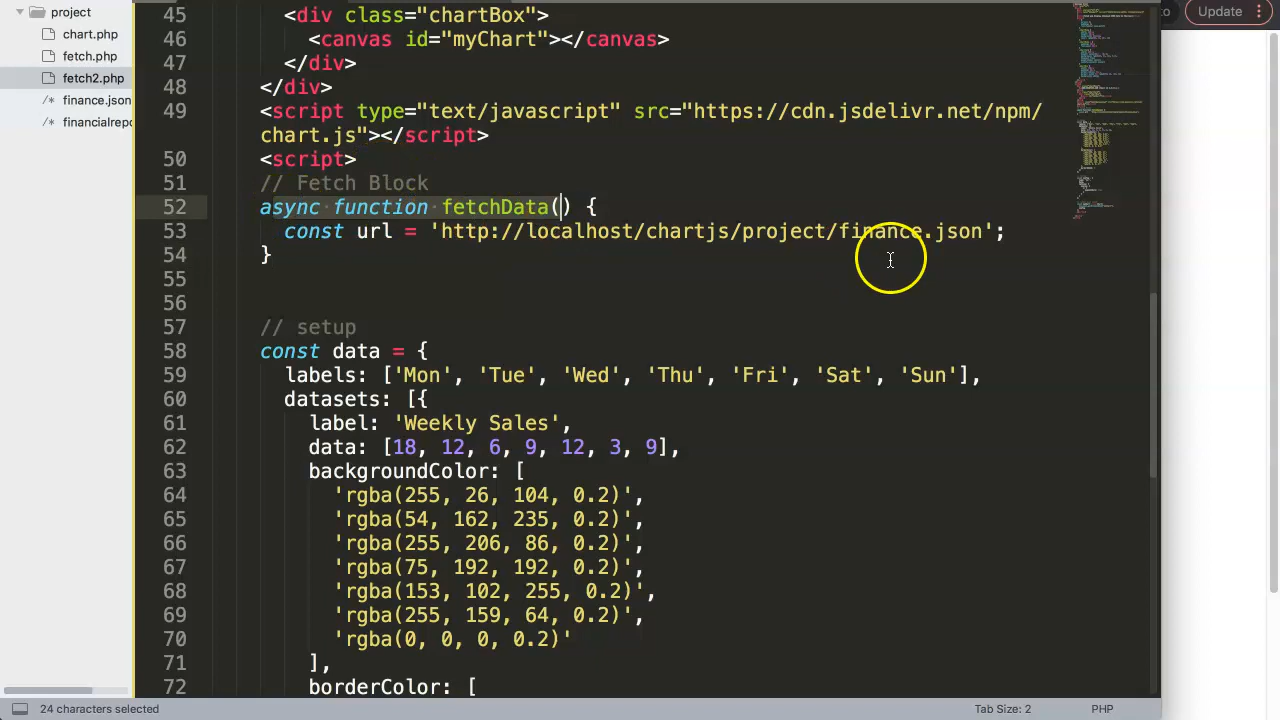 project
chart.php
fetch.php
fetch2.php
finance.json
financialrepo
Update
45 <div class="chartBox">
46 <canvas id="myChart"></canvas>
47 </div>
48 </div>
49 <script type="text/javascript" src="https://cdn.jsdelivr.net/npm/
chart.js"></script>
50 <script>
51 // Fetch Block
52 async function fetchData() {
53 const url = 'http://localhost/chartjs/project/finance.json';
54 }
55
56
57 // setup
58 const data = {
59 labels: ['Mon', 'Tue', 'Wed', 'Thu', 'Fri', 'Sat', 'Sun'],
60 datasets: [{
61 label: 'Weekly Sales',
62 data: [18, 12, 6, 9, 12, 3, 9],
63 backgroundColor: [
64 'rgba(255, 26, 104, 0.2)',
65 'rgba(54, 162, 235, 0.2)',
66 'rgba(255, 206, 86, 0.2)',
67 'rgba(75, 192, 192, 0.2)',
68 'rgba(153, 102, 255, 0.2)',
69 'rgba(255, 159, 64, 0.2)',
70 'rgba(0, 0, 0, 0.2)'
71 ],
72 borderColor: [
24 characters selected
Tab Size: 2
PHP